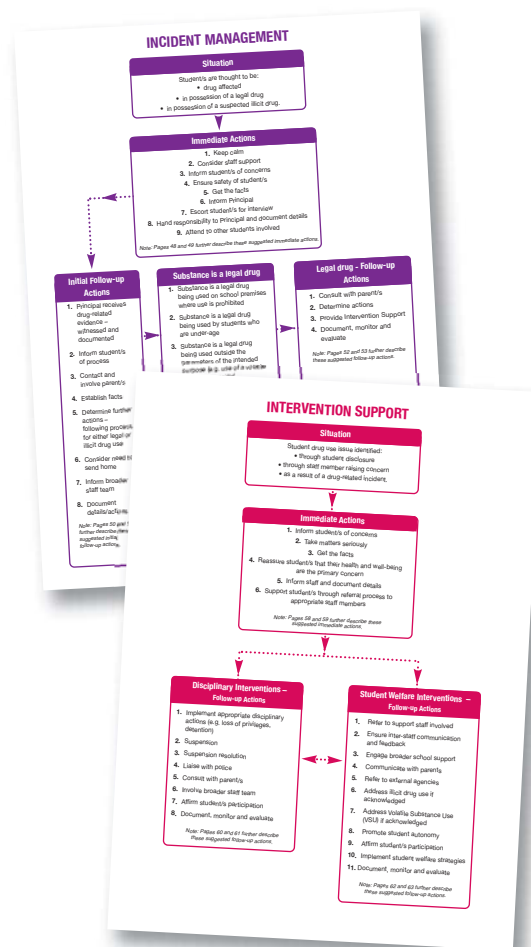 INCIDENT MANAGEMENT
Situation
Student/s are thought to be:
• drug affected
• in possession of a legal drug
• in possession of a suspected illicit drug.
Immediate Actions
1. Keep calm
2. Consider staff support
3. Inform student/s of concerns
4. Ensure safety of student/s
5. Get the facts
6. Inform Principal
7. Escort student/s for interview
8. Hand responsibility to Principal and document details
9. Attend to other students involved
Note: Pages 48 and 49 further describe these suggested immediate actions.
Initial Follow-up
Actions
1. Principal receives
drug-related
evidence –
witnessed and
documented
2. Inform student/s
of process
3. Contact and
involve parent/s
4. Establish facts
5. Determine further
actions –
following process
for either legal or
illicit drug use
6. Consider need to
send home
7. Inform broader
staff team
8. Document
details/actions
Note: Pages 50 and
further describe these
suggested initial
follow-up actions.
Substance is a legal drug
1. Substance is a legal drug
being used on school premises
where use is prohibited
2. Substance is a legal drug
being used by students who
are under-age
3. Substance is a legal drug
being used outside the
parameters of the intended
purpose (e.g. use of a volatile
Legal drug - Follow-up
Actions
1. Consult with parent/s
2. Determine actions
3. Provide Intervention Support
4. Document, monitor and
evaluate
Note: Pages 52 and 53 further describe
these suggested follow-up actions.
INTERVENTION SUPPORT
Situation
Student drug use issue identified:
• through student disclosure
• through staff member raising concern
• as a result of a drug-related incident.
Immediate Actions
1. Inform student/s of concerns
2. Take matters seriously
3. Get the facts
4. Reassure student/s that their health and well-being
are the primary concern
5. Inform staff and document details
6. Support student/s through referral process to
appropriate staff members
Note: Pages 58 and 59 further describe these
suggested immediate actions.
Disciplinary Interventions –
Follow-up Actions
1. Implement appropriate disciplinary
actions (e.g. loss of privileges,
detention)
2. Suspension
3. Suspension resolution
4. Liaise with police
5. Consult with parent/s
6. Involve broader staff team
7. Affirm student/s participation
8. Document, monitor and evaluate
Note: Pages 60 and 61 further describe
these suggested follow-up actions.
Student Welfare Interventions –
Follow-up Actions
1. Refer to support staff involved
2. Ensure inter-staff communication
and feedback
3. Engage broader school support
4. Communicate with parents
5. Refer to external agencies
6. Address illicit drug use if
acknowledged
7. Address Volatile Substance Use
(VSU) if acknowledged
8. Promote student autonomy
9. Affirm student/s participation
10. Implement student welfare strategies
11. Document, monitor and evaluate
Note: Pages 62 and 63 further describe
these suggested follow-up actions.